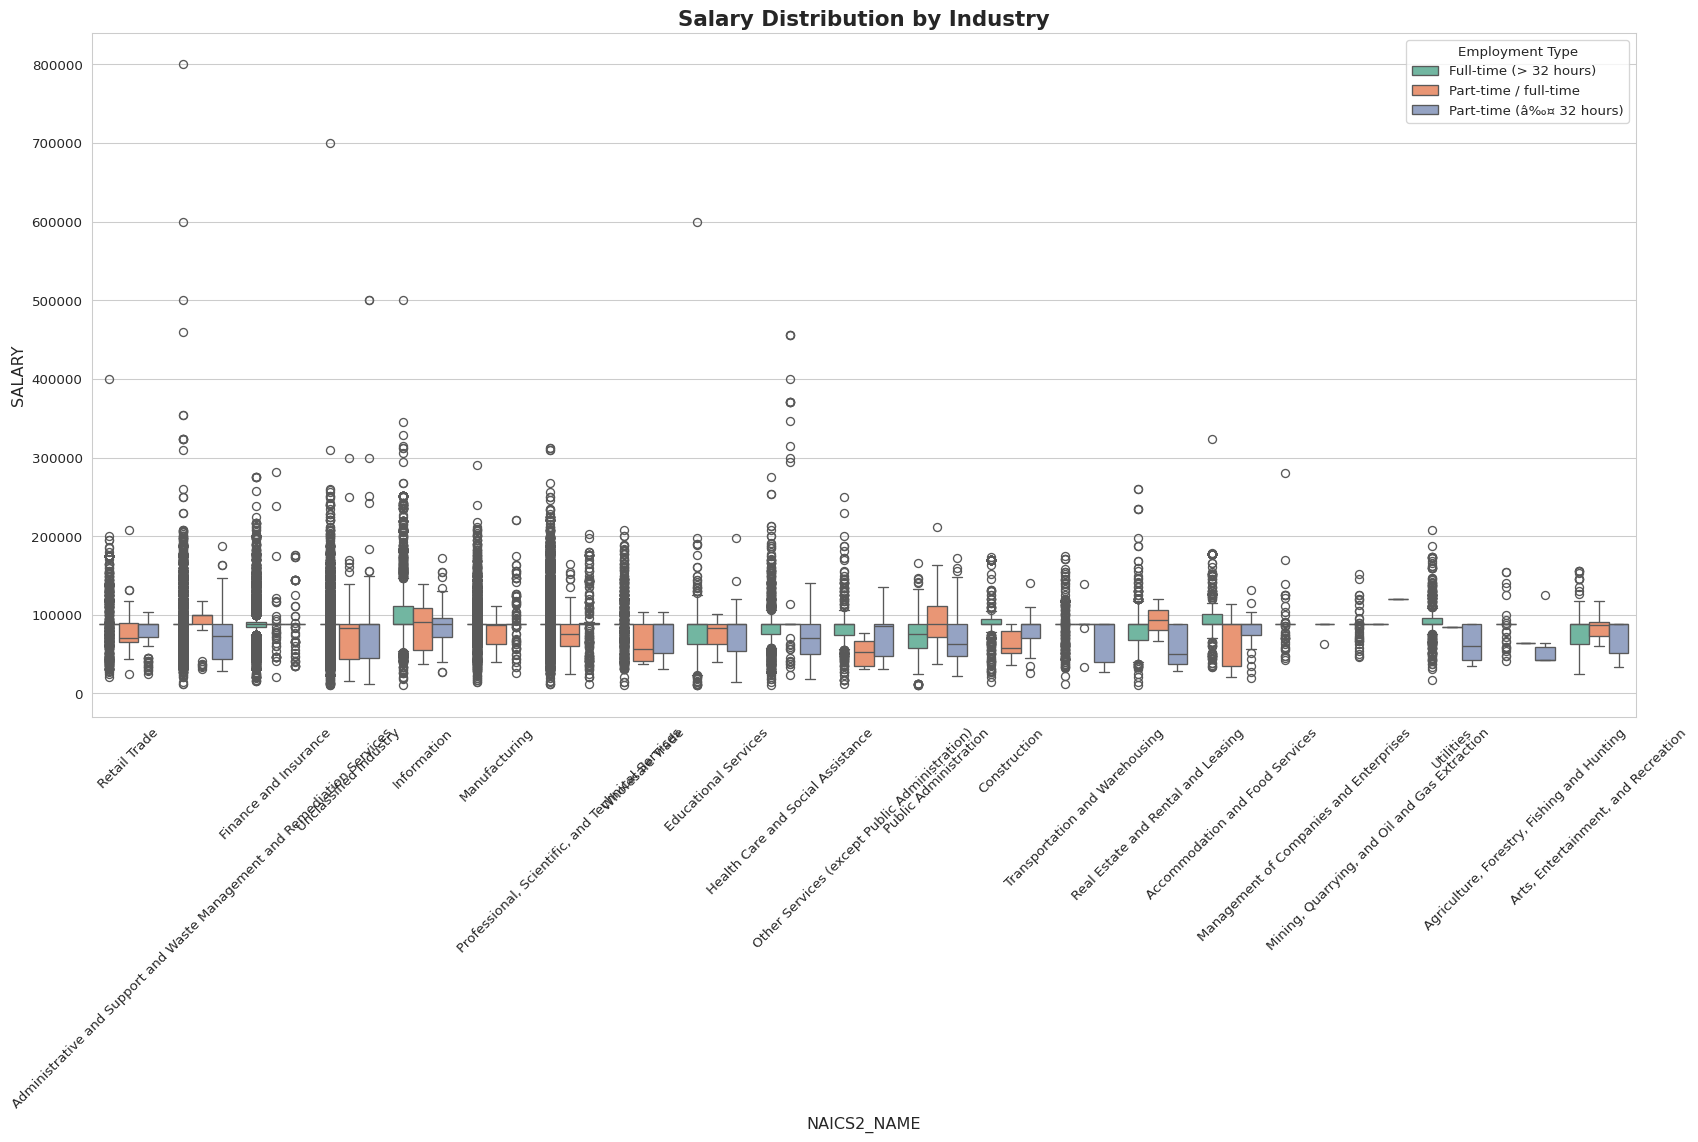 Salary Distribution by Industry
Employment Type
Full-time (> 32 hours)
Part-time / full-time
Part-time (â‰¤ 32 hours)
SALARY
800000
700000
600000
500000
400000
300000
200000
100000
0
Retail Trade
Administrative and Support and Waste Management and Remediation Services
Finance and Insurance
Unclassified Industry
Information
Manufacturing
Professional, Scientific, and Technical Services
Wholesale Trade
Educational Services
Health Care and Social Assistance
Other Services (except Public Administration)
Public Administration
Construction
Transportation and Warehousing
Real Estate and Rental and Leasing
Accommodation and Food Services
Management of Companies and Enterprises
Mining, Quarrying, and Oil and Gas Extraction
Utilities
Agriculture, Forestry, Fishing and Hunting
Arts, Entertainment, and Recreation
NAICS2_NAME